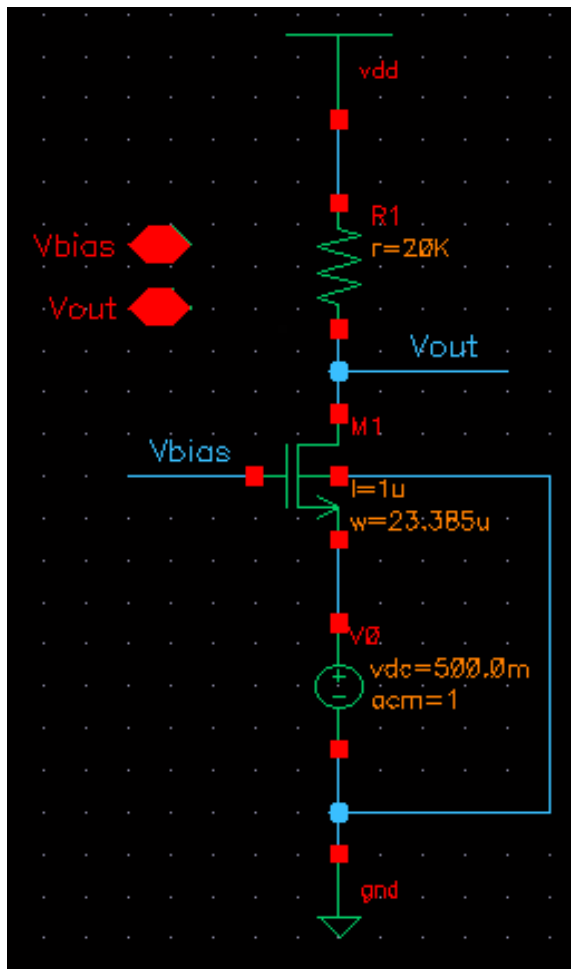 vdd
R1
r=20K
Vbias
Vout
Vout
M1
Vbias
l=1u
w=23.385u
V0
vdc=500.0m
acm=1
gnd